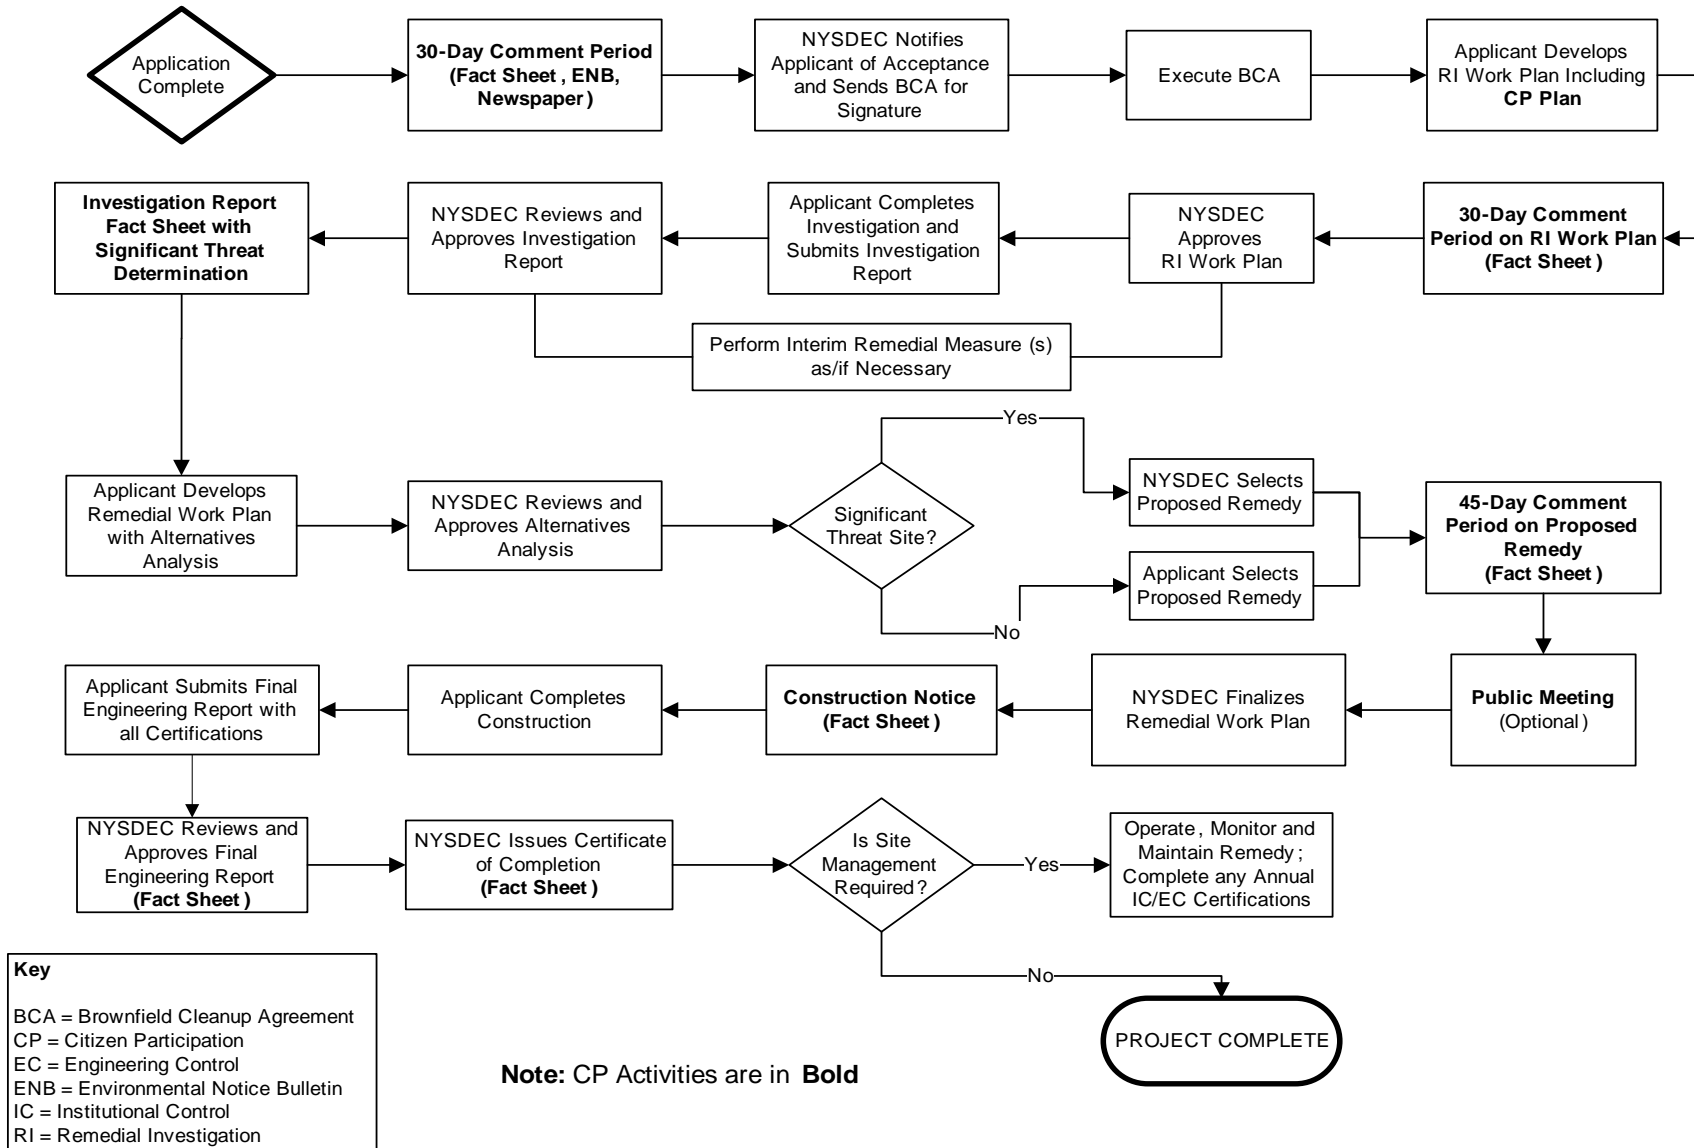 Application
Complete
30-Day Comment Period
(Fact Sheet , ENB,
Newspaper )
NYSDEC Notifies
Applicant of Acceptance
and Sends BCA for
Signature
Execute BCA
Applicant Develops
RI Work Plan Including
CP Plan
Investigation Report
Fact Sheet with
Significant Threat
Determination
NYSDEC Reviews and
Approves Investigation
Report
Applicant Completes
Investigation and
Submits Investigation
Report
NYSDEC
Approves
RI Work Plan
30-Day Comment
Period on RI Work Plan
(Fact Sheet )
Perform Interim Remedial Measure (s)
as/if Necessary
Applicant Develops
Remedial Work Plan
with Alternatives
Analysis
NYSDEC Reviews and
Approves Alternatives
Analysis
Significant
Threat Site?
Yes
No
NYSDEC Selects
Proposed Remedy
Applicant Selects
Proposed Remedy
45-Day Comment
Period on Proposed
Remedy
(Fact Sheet )
Applicant Submits Final
Engineering Report with
all Certifications
Applicant Completes
Construction
Construction Notice
(Fact Sheet )
NYSDEC Finalizes
Remedial Work Plan
Public Meeting
(Optional )
NYSDEC Reviews and
Approves Final
Engineering Report
(Fact Sheet )
NYSDEC Issues Certificate
of Completion
(Fact Sheet )
Is Site
Management
Required?
Yes
Operate , Monitor and
Maintain Remedy ;
Complete any Annual
IC/EC Certifications
No
PROJECT COMPLETE
Key
BCA = Brownfield Cleanup Agreement
CP = Citizen Participation
EC = Engineering Control
ENB = Environmental Notice Bulletin
IC = Institutional Control
RI = Remedial Investigation
Note: CP Activities are in Bold